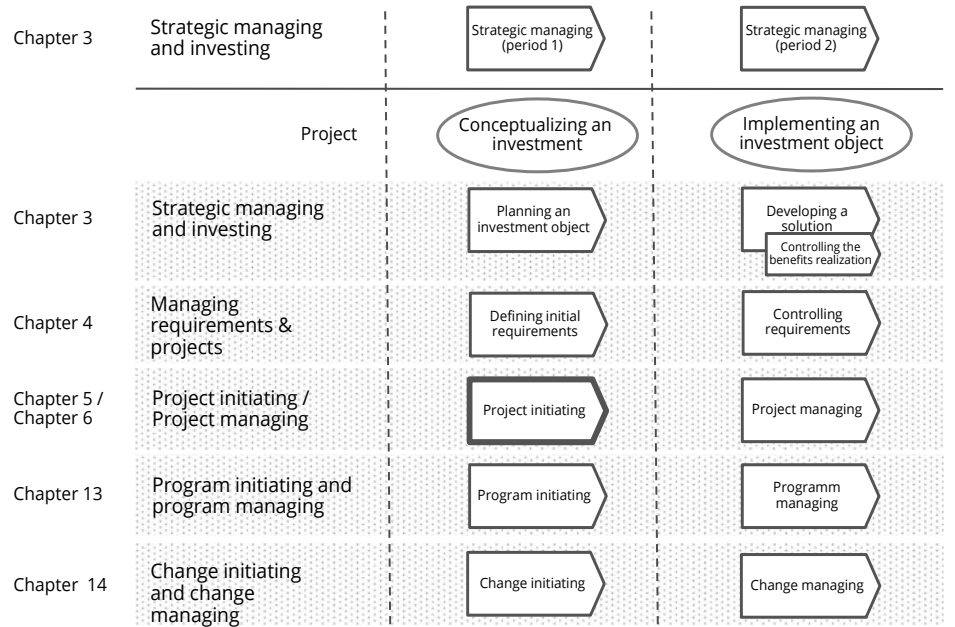 Chapter 3
Strategic managing
and investing
Strategic managing
(period 1)
Strategic managing
(period 2)
Project
Conceptualizing an
investment
Implementing an
investment object
Chapter 3
Strategic managing
and investing
Planning an
investment object
Developing a
solution
Controlling the
benefits realization
Chapter 4
Managing
requirements &
projects
Defining initial
requirements
Controlling
requirements
Chapter 5 /
Chapter 6
Project initiating /
Project managing
Project initiating
Project managing
Chapter 13
Program initiating and
program managing
Program initiating
Programm
managing
Chapter 14
Change initiating
and change
managing
Change initiating
Change managing